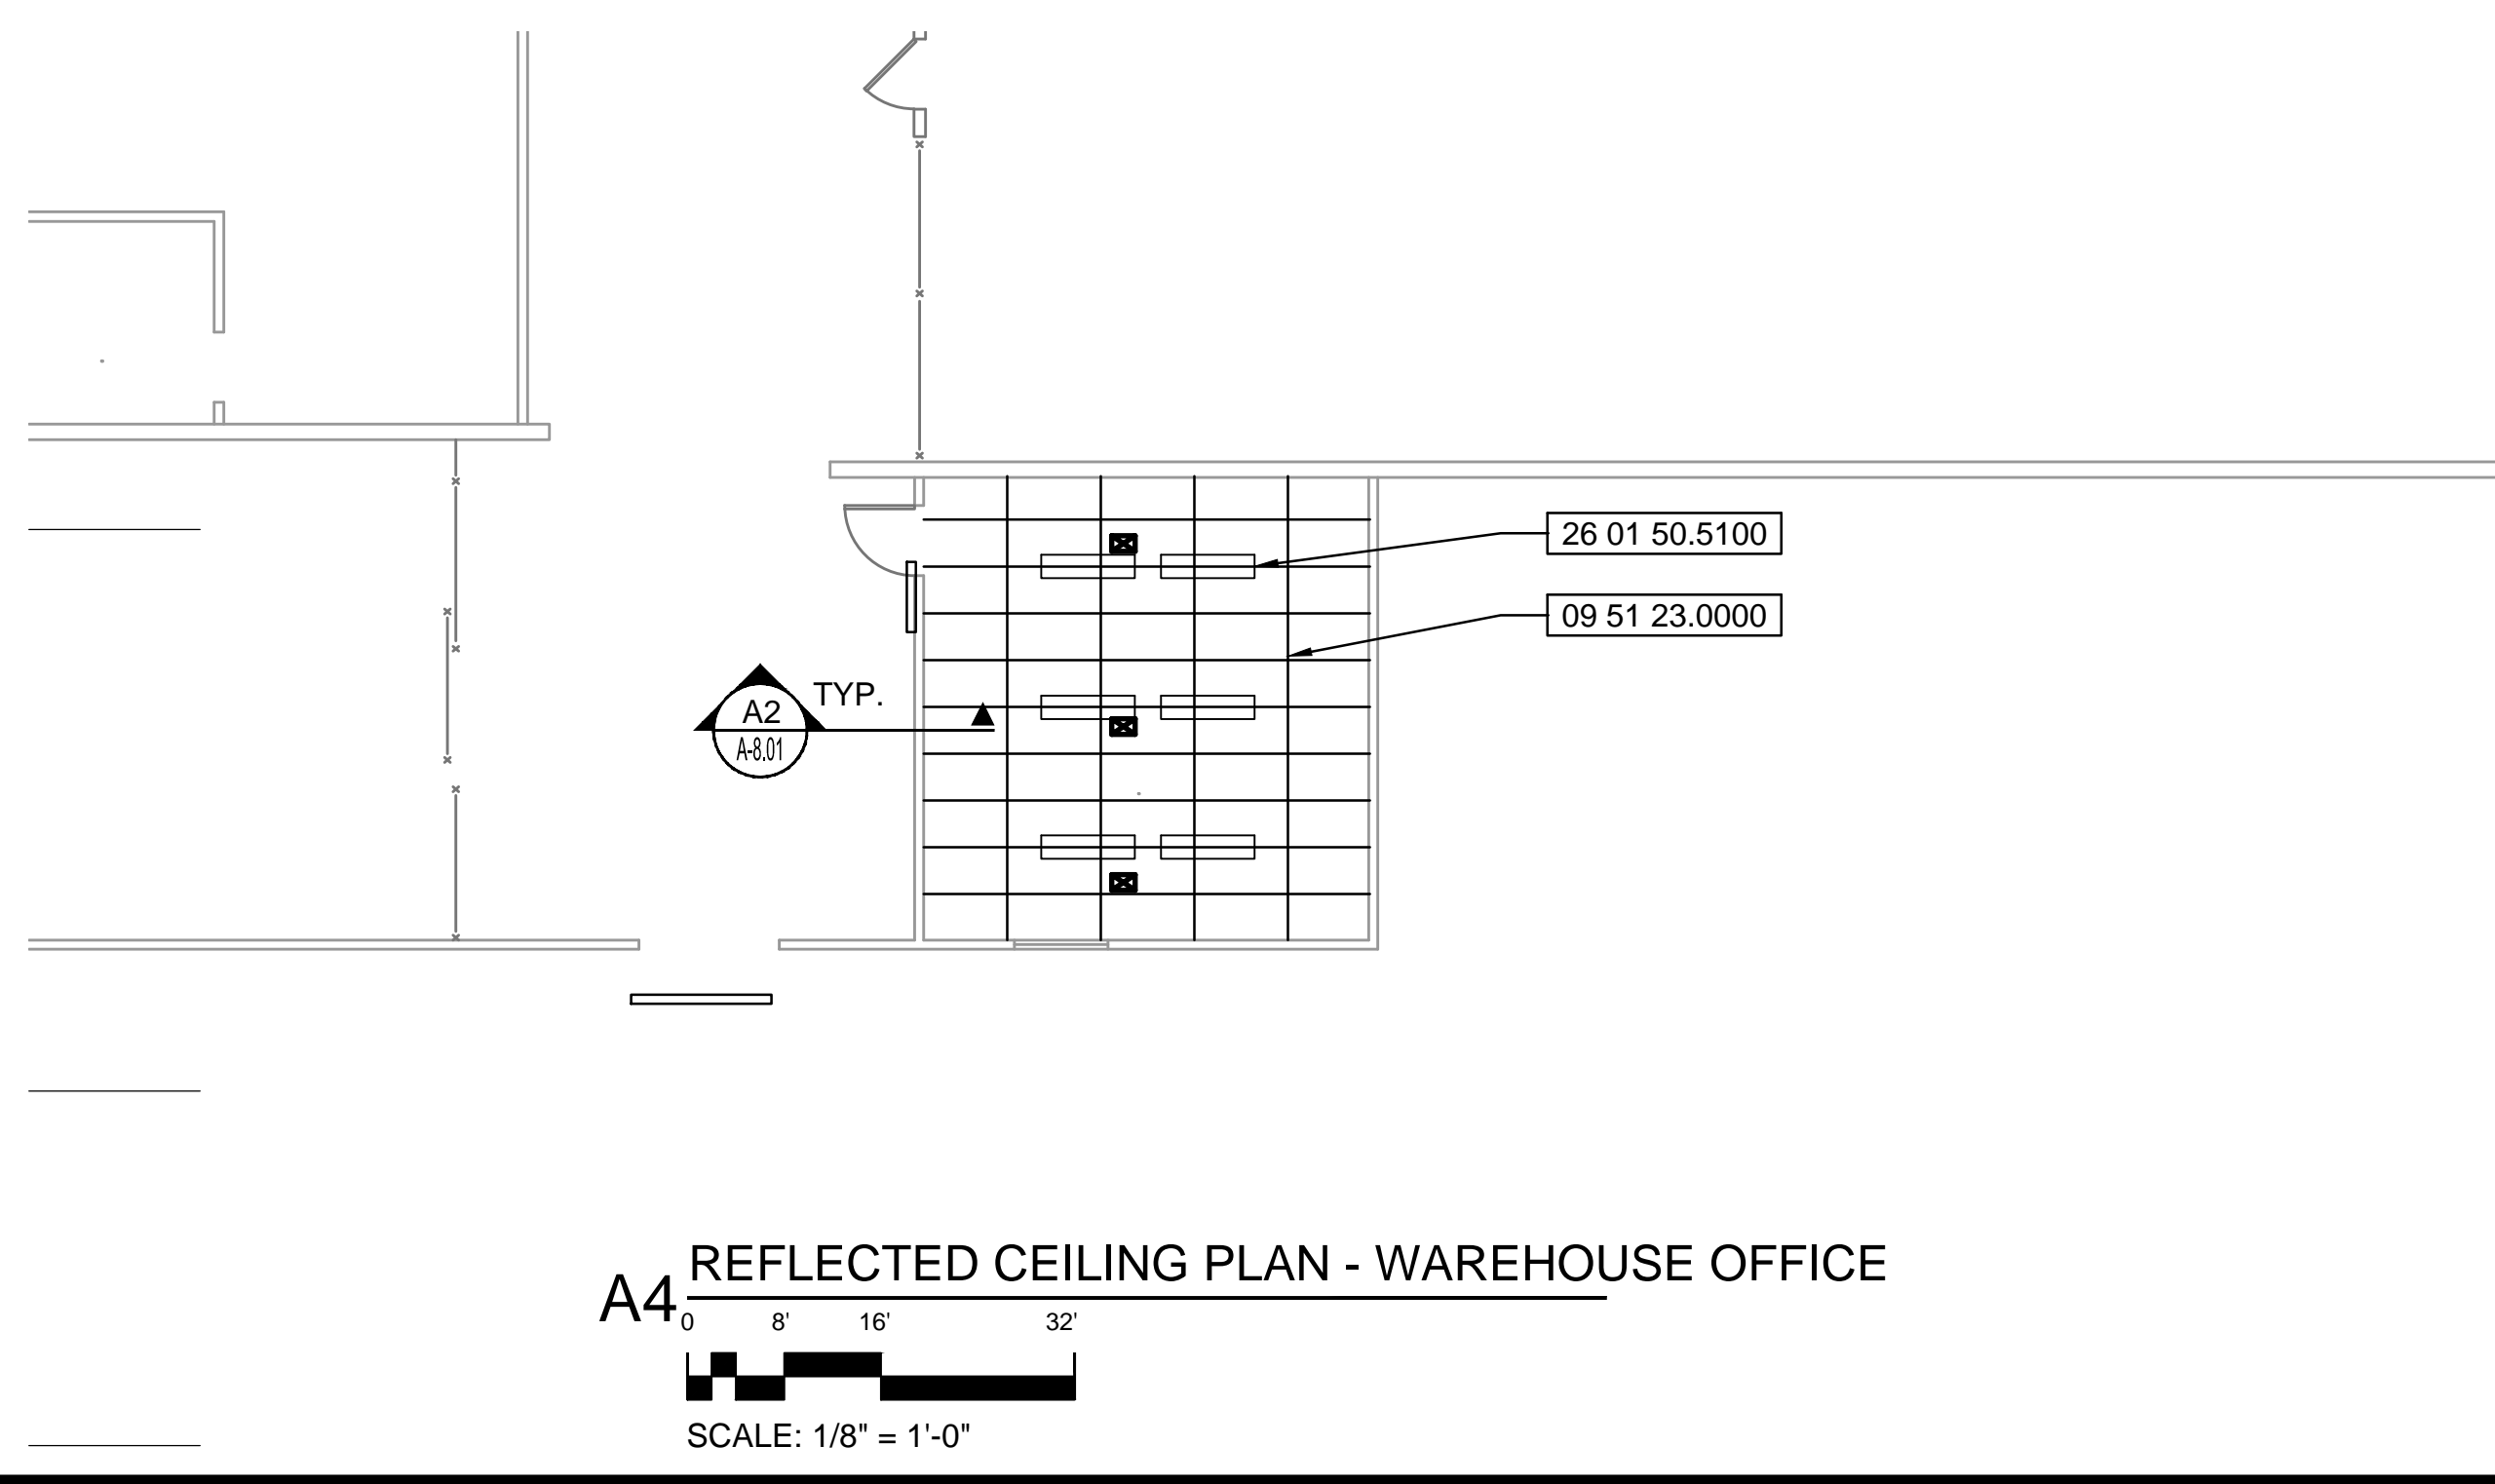 26 01 50.5100
09 51 23.0000
TYP.
A2
A-8.01
REFLECTED CEILING PLAN - WAREHOUSE OFFICE
A4
0 8' 16' 32'
SCALE: 1/8" = 1'-0"